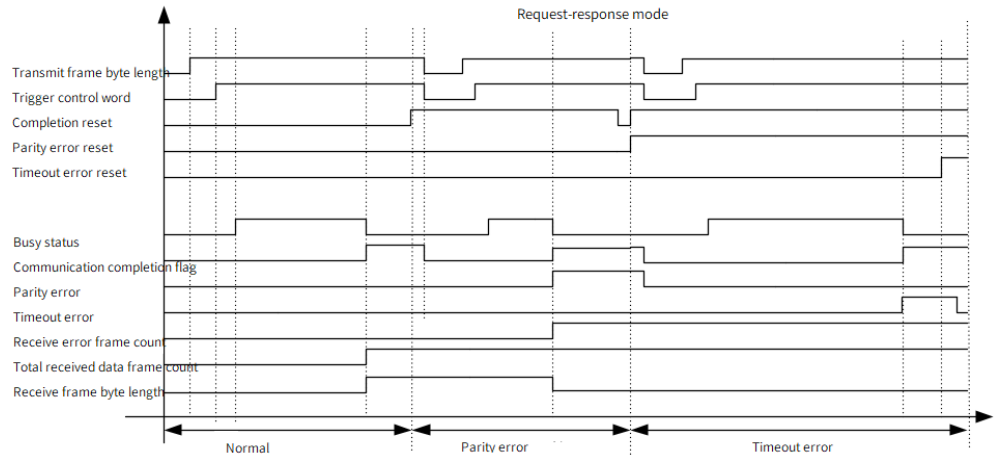 Request-response mode
Transmit frame byte length
Trigger control word
Completion reset
Parity error reset
Timeout error reset
Busy status
Communication completion flag
Parity error
Timeout error
Receive error frame count
Total received data frame count
Receive frame byte length
Normal
Parity error
Timeout error